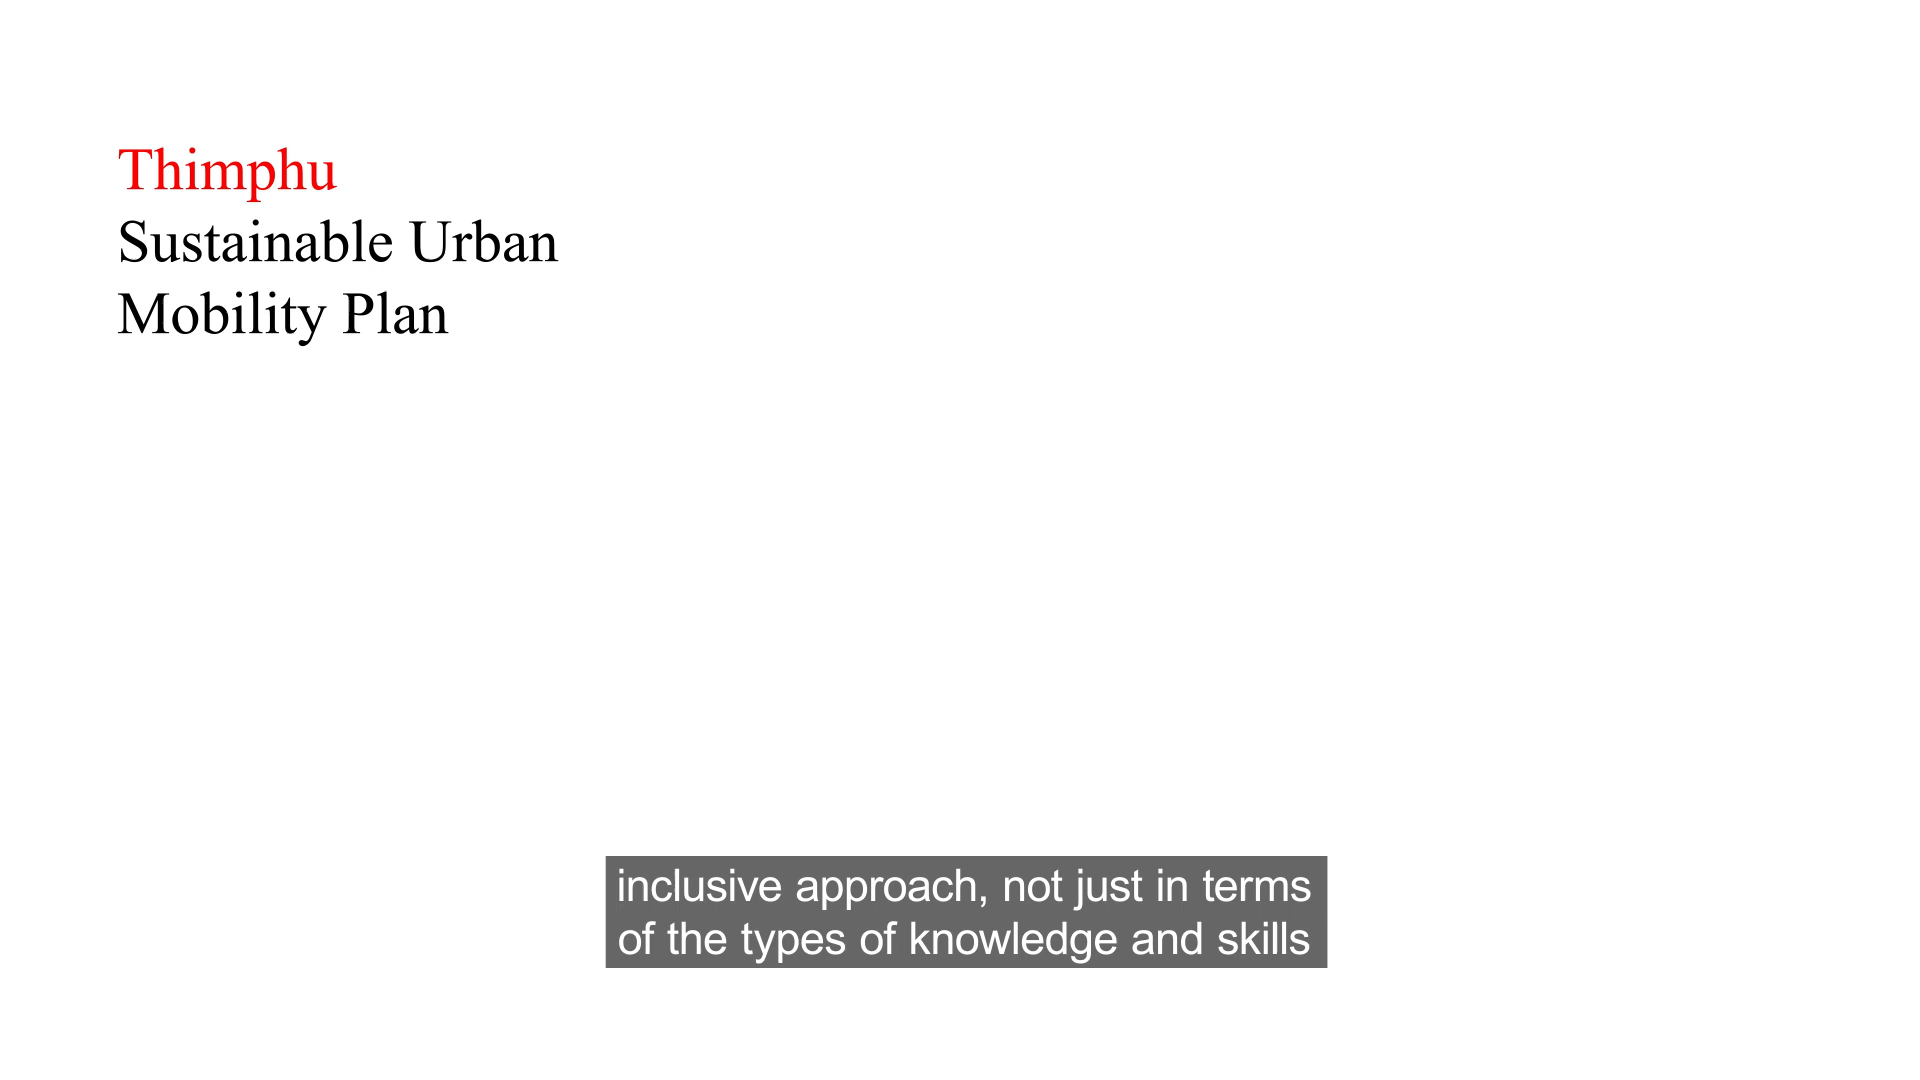 Thimphu
Sustainable Urban
Mobility Plan
inclusive approach, not just in terms
of the types of knowledge and skills